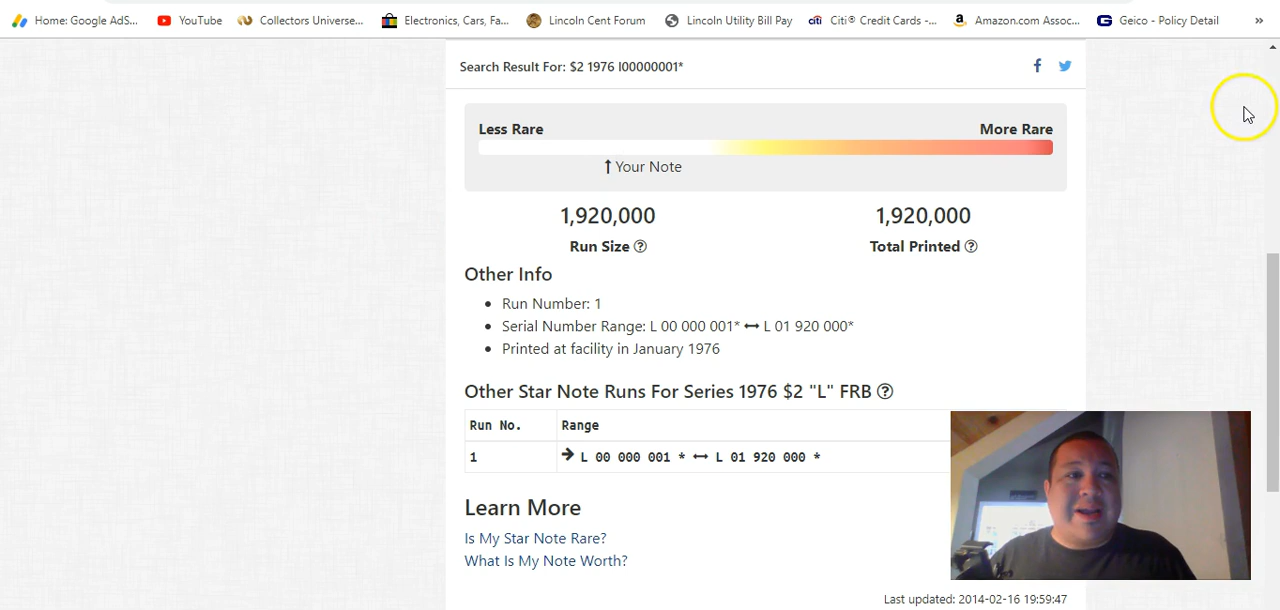 Home: Google AdS... YouTube Collectors Universe... Electronics, Cars, Fa... Lincoln Cent Forum Lincoln Utility Bill Pay citi Citi® Credit Cards -... a Amazon.com Assoc... G Geico - Policy Detail »
Search Result For: $2 1976 l00000001*
Less Rare More Rare
↑ Your Note
1,920,000 1,920,000
Run Size Total Printed
Other Info
• Run Number: 1
• Serial Number Range: L 00 000 001* ↔ L 01 920 000*
• Printed at facility in January 1976
Other Star Note Runs For Series 1976 $2 "L" FRB
Run No. Range
1 → L 00 000 001 * ↔ L 01 920 000 *
Learn More
Is My Star Note Rare?
What Is My Note Worth?
Last updated: 2014-02-16 19:59:47